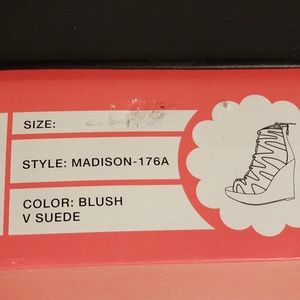 SIZE:
STYLE: MADISON-176A
COLOR: BLUSH
V SUEDE